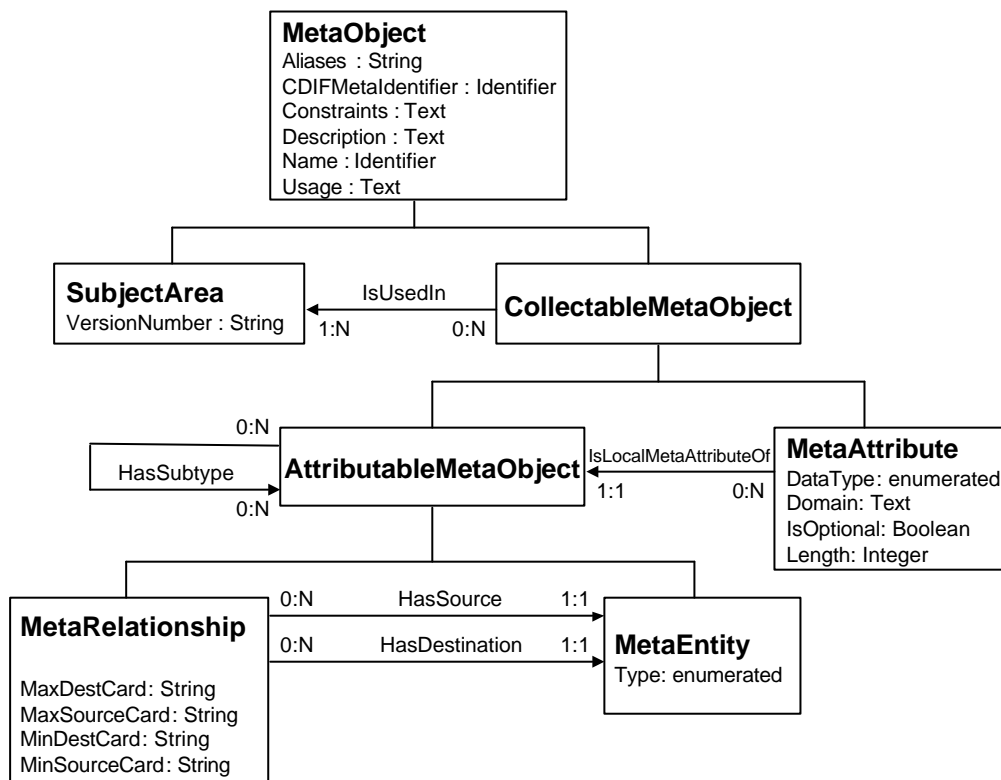 MetaObject
Aliases : String
CDIFMetaIdentifier : Identifier
Constraints : Text
Description : Text
Name : Identifier
Usage : Text
SubjectArea
VersionNumber : String
IsUsedIn
1:N
0:N
CollectableMetaObject
0:N
HasSubtype
0:N
AttributableMetaObject
IsLocalMetaAttributeOf
1:1
0:N
MetaAttribute
DataType: enumerated
Domain: Text
IsOptional: Boolean
Length: Integer
MetaRelationship
MaxDestCard: String
MaxSourceCard: String
MinDestCard: String
MinSourceCard: String
0:N HasSource 1:1
0:N HasDestination 1:1
MetaEntity
Type: enumerated